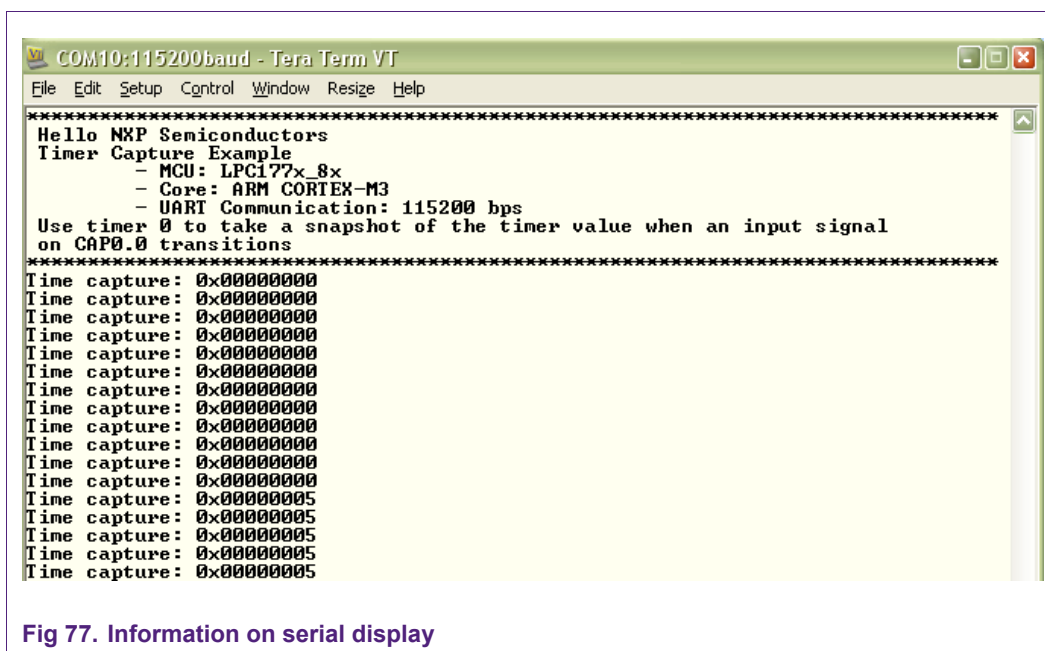 COM10:115200baud - Tera Term VT
File Edit Setup Control Window Resize Help
********************************************************************************
Hello NXP Semiconductors
Timer Capture Example
- MCU: LPC177x_8x
- Core: ARM CORTEX-M3
- UART Communication: 115200 bps
Use timer 0 to take a snapshot of the timer value when an input signal
on CAP0.0 transitions
********************************************************************************
Time capture: 0x00000000
Time capture: 0x00000000
Time capture: 0x00000000
Time capture: 0x00000000
Time capture: 0x00000000
Time capture: 0x00000000
Time capture: 0x00000000
Time capture: 0x00000000
Time capture: 0x00000000
Time capture: 0x00000000
Time capture: 0x00000000
Time capture: 0x00000000
Time capture: 0x00000005
Time capture: 0x00000005
Time capture: 0x00000005
Time capture: 0x00000005
Time capture: 0x00000005
Fig 77. Information on serial display